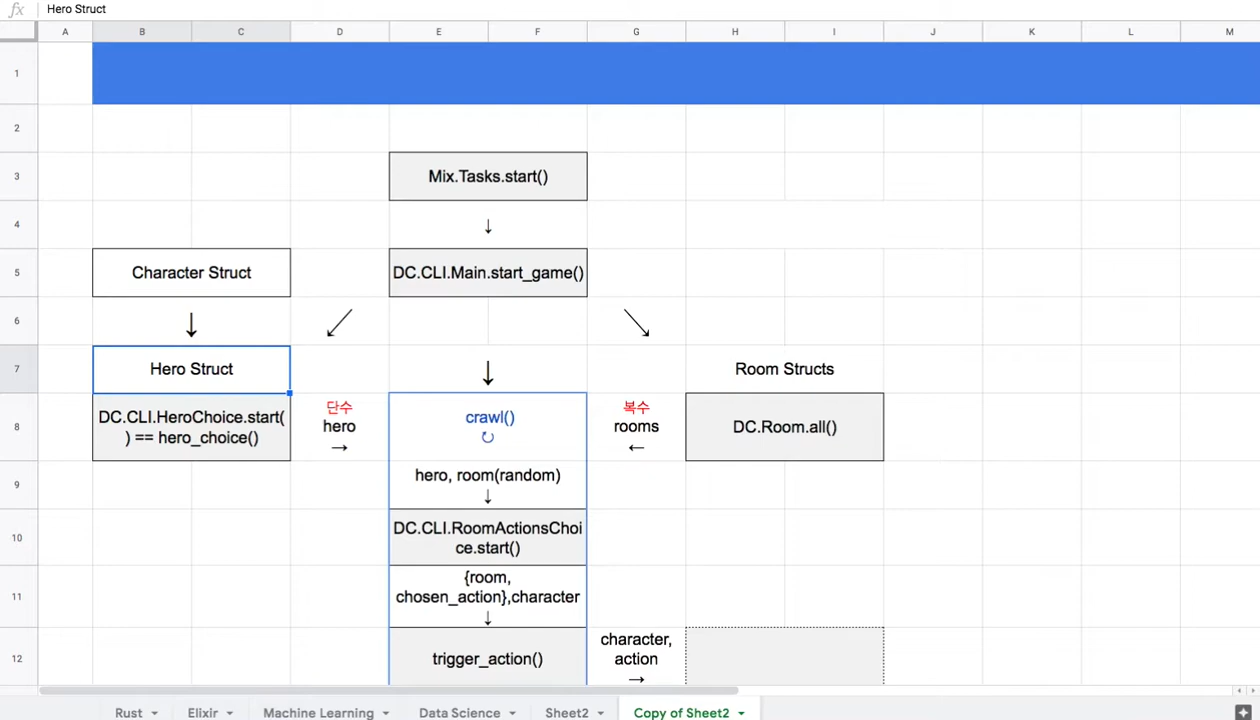 fx Hero Struct
A B C D E F G H I J K L M
1
2
3 Mix.Tasks.start()
4 ↓
5 Character Struct DC.CLI.Main.start_game()
6 ↓ ↙ ↘
7 Hero Struct ↓ Room Structs
8
DC.CLI.HeroChoice.start(
) == hero_choice()
단수
hero
→
crawl()
↻
복수
rooms
←
DC.Room.all()
9
hero, room(random)
↓
10
DC.CLI.RoomActionsChoi
ce.start()
11
{room,
chosen_action},character
↓
12
trigger_action()
character,
action
→
Rust Elixir Machine Learning Data Science Sheet2 Copy of Sheet2